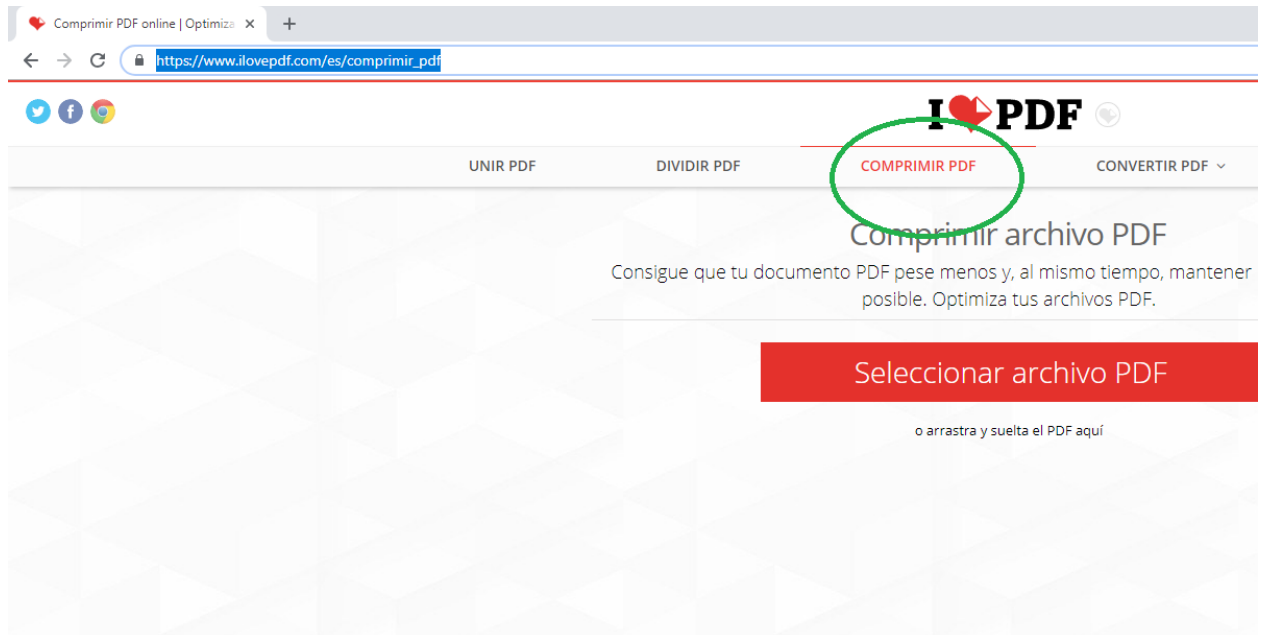 Comprimir PDF online | Optimiza
https://www.ilovepdf.com/es/comprimir_pdf
I PDF
UNIR PDF DIVIDIR PDF COMPRIMIR PDF CONVERTIR PDF
Comprimir archivo PDF
Consigue que tu documento PDF pese menos y, al mismo tiempo, mantener
posible. Optimiza tus archivos PDF.
Seleccionar archivo PDF
o arrastra y suelta el PDF aquí